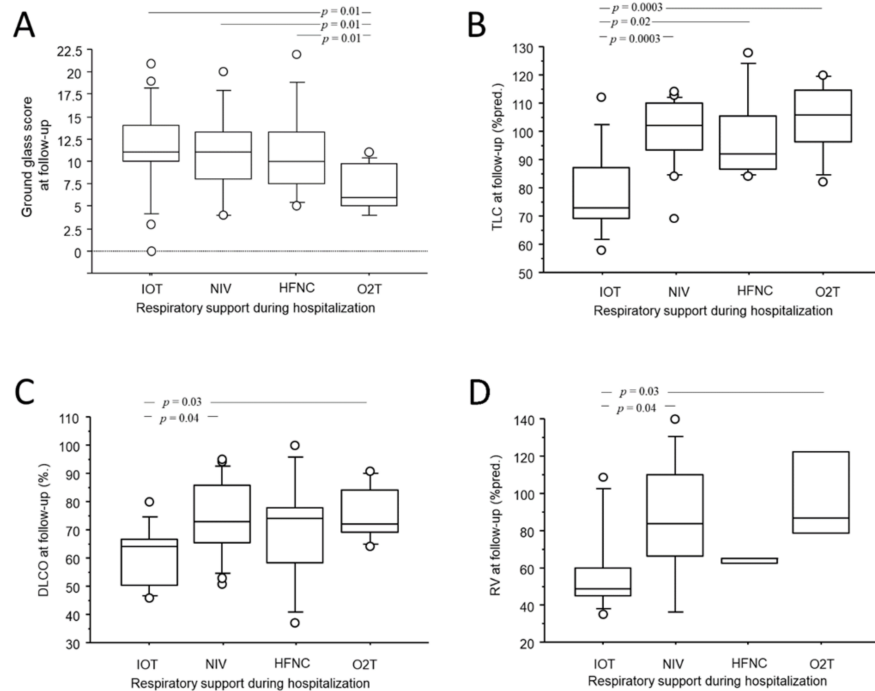 A
p = 0.01
p = 0.01
p = 0.01
Ground glass score
at follow-up
22.5
20
17.5
15
12.5
10
7.5
5
2.5
0
IOT NIV HFNC O2T
Respiratory support during hospitalization
B
p = 0.0003
p = 0.02
p = 0.0003
TLC at follow-up (%pred.)
130
120
110
100
90
80
70
60
50
IOT NIV HFNC O2T
Respiratory support during hospitalization
C
p = 0.03
p = 0.04
DLCO at follow-up (%.)
110
100
90
80
70
60
50
40
30
IOT NIV HFNC O2T
Respiratory support during hospitalization
D
p = 0.03
p = 0.04
RV at follow-up (%pred.)
140
120
100
80
60
40
20
IOT NIV HFNC O2T
Respiratory support during hospitalization